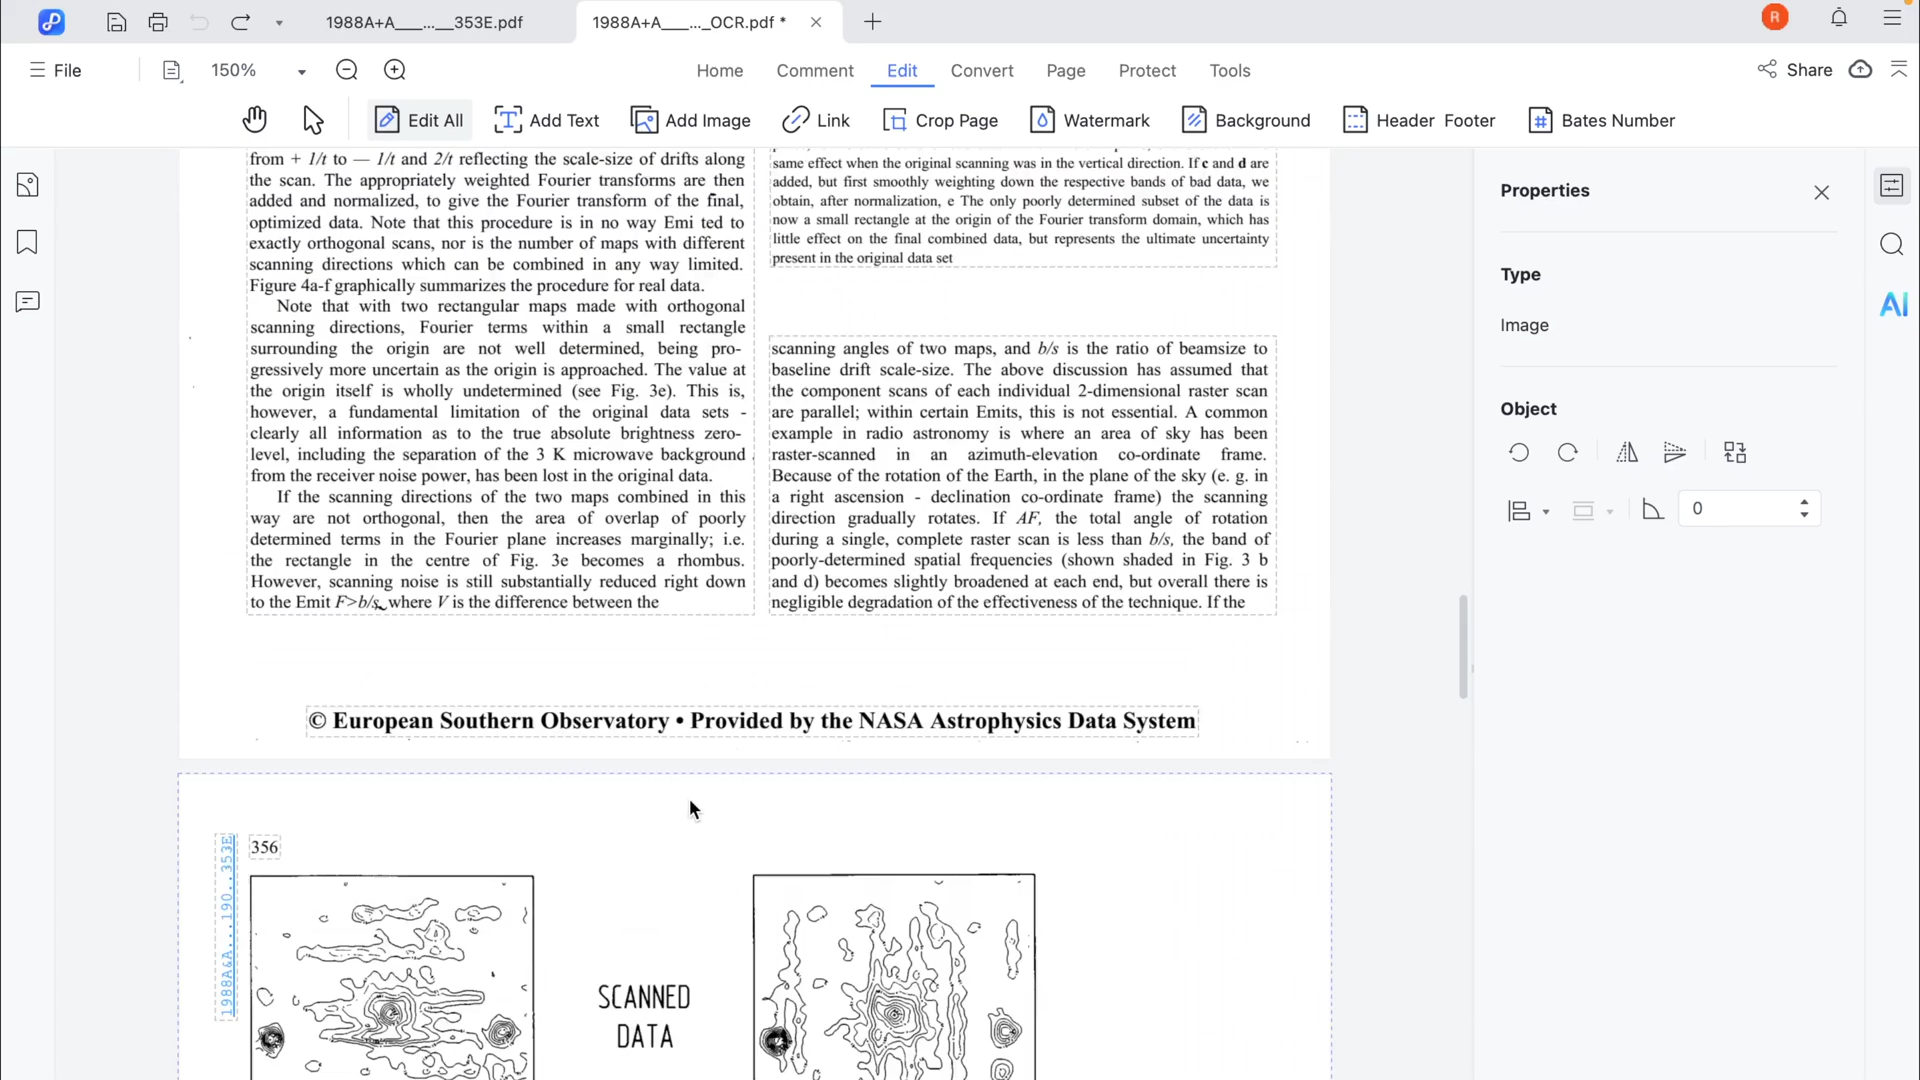 1988A+A____...__353E.pdf
1988A+A____..._OCR.pdf *
R
File
150%
Home
Comment
Edit
Convert
Page
Protect
Tools
Share
Edit All
Add Text
Add Image
Link
Crop Page
Watermark
Background
Header Footer
Bates Number
from + 1/t to — 1/t and 2/t reflecting the scale-size of drifts along
the scan. The appropriately weighted Fourier transforms are then
added and normalized, to give the Fourier transform of the final,
optimized data. Note that this procedure is in no way Emi ted to
exactly orthogonal scans, nor is the number of maps with different
scanning directions which can be combined in any way limited.
Figure 4a-f graphically summarizes the procedure for real data.
Note that with two rectangular maps made with orthogonal
scanning directions, Fourier terms within a small rectangle
surrounding the origin are not well determined, being pro-
gressively more uncertain as the origin is approached. The value at
the origin itself is wholly undetermined (see Fig. 3e). This is,
however, a fundamental limitation of the original data sets -
clearly all information as to the true absolute brightness zero-
level, including the separation of the 3 K microwave background
from the receiver noise power, has been lost in the original data.
If the scanning directions of the two maps combined in this
way are not orthogonal, then the area of overlap of poorly
determined terms in the Fourier plane increases marginally; i.e.
the rectangle in the centre of Fig. 3e becomes a rhombus.
However, scanning noise is still substantially reduced right down
to the Emit F>b/s, where V is the difference between the
same effect when the original scanning was in the vertical direction. If c and d are
added, but first smoothly weighting down the respective bands of bad data, we
obtain, after normalization, e The only poorly determined subset of the data is
now a small rectangle at the origin of the Fourier transform domain, which has
little effect on the final combined data, but represents the ultimate uncertainty
present in the original data set
scanning angles of two maps, and b/s is the ratio of beamsize to
baseline drift scale-size. The above discussion has assumed that
the component scans of each individual 2-dimensional raster scan
are parallel; within certain Emits, this is not essential. A common
example in radio astronomy is where an area of sky has been
raster-scanned in an azimuth-elevation co-ordinate frame.
Because of the rotation of the Earth, in the plane of the sky (e. g. in
a right ascension - declination co-ordinate frame) the scanning
direction gradually rotates. If AF, the total angle of rotation
during a single, complete raster scan is less than b/s, the band of
poorly-determined spatial frequencies (shown shaded in Fig. 3 b
and d) becomes slightly broadened at each end, but overall there is
negligible degradation of the effectiveness of the technique. If the
© European Southern Observatory • Provided by the NASA Astrophysics Data System
1988A&A...190..353E
356
SCANNED
DATA
Properties
Type
Image
Object
0
AI